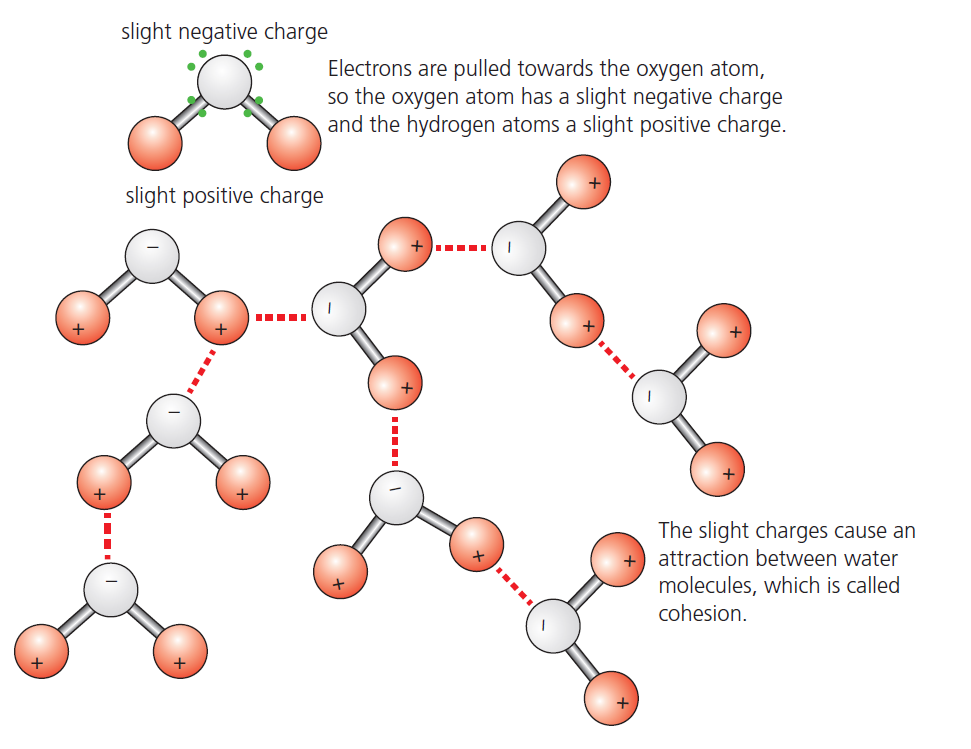 slight negative charge
Electrons are pulled towards the oxygen atom,
so the oxygen atom has a slight negative charge
and the hydrogen atoms a slight positive charge.
slight positive charge
+
–
+
–
+
+
+
–
+
+
–
+
+
–
+
+
–
+
+
–
+
+
–
+
+
The slight charges cause an
attraction between water
molecules, which is called
cohesion.